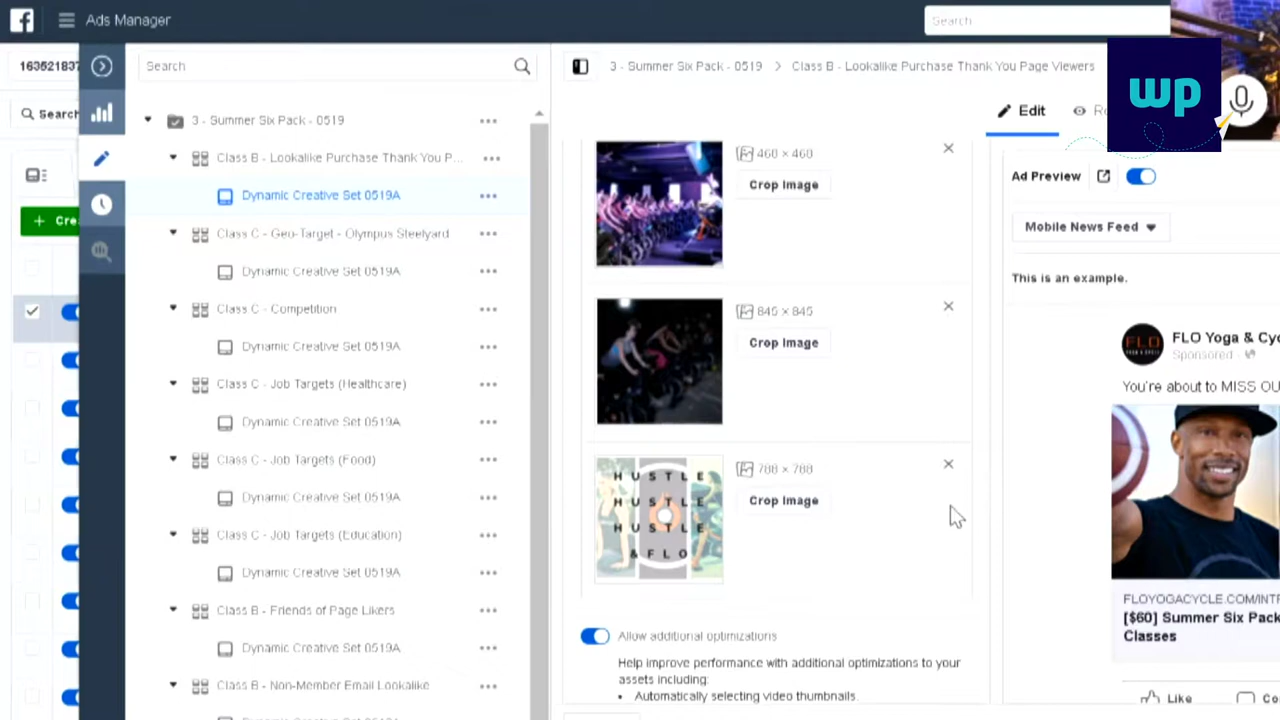 Ads Manager
Search
163521837
Search
3 - Summer Six Pack - 0519
Class B - Lookalike Purchase Thank You Page Viewers
wp
Edit
Search
Cre
3 - Summer Six Pack - 0519
Class B - Lookalike Purchase Thank You P...
Dynamic Creative Set 0519A
Class C - Geo-Target - Olympus Steelyard
Dynamic Creative Set 0519A
Class C - Competition
Dynamic Creative Set 0519A
Class C - Job Targets (Healthcare)
Dynamic Creative Set 0519A
Class C - Job Targets (Food)
Dynamic Creative Set 0519A
Class C - Job Targets (Education)
Dynamic Creative Set 0519A
Class B - Friends of Page Likers
Dynamic Creative Set 0519A
Class B - Non-Member Email Lookalike
460 × 460
Crop Image
845 × 845
Crop Image
788 × 788
Crop Image
HUSTLE
HUSTLE
HUSTLE
& FLO
Allow additional optimizations
Help improve performance with additional optimizations to your
assets including:
• Automatically selecting video thumbnails.
Ad Preview
Mobile News Feed
This is an example.
FLO
FLO Yoga & Cyc
Sponsored
You're about to MISS OU
FLOYOGACYCLE.COM/INTR
[$60] Summer Six Pack
Classes
Like
Co